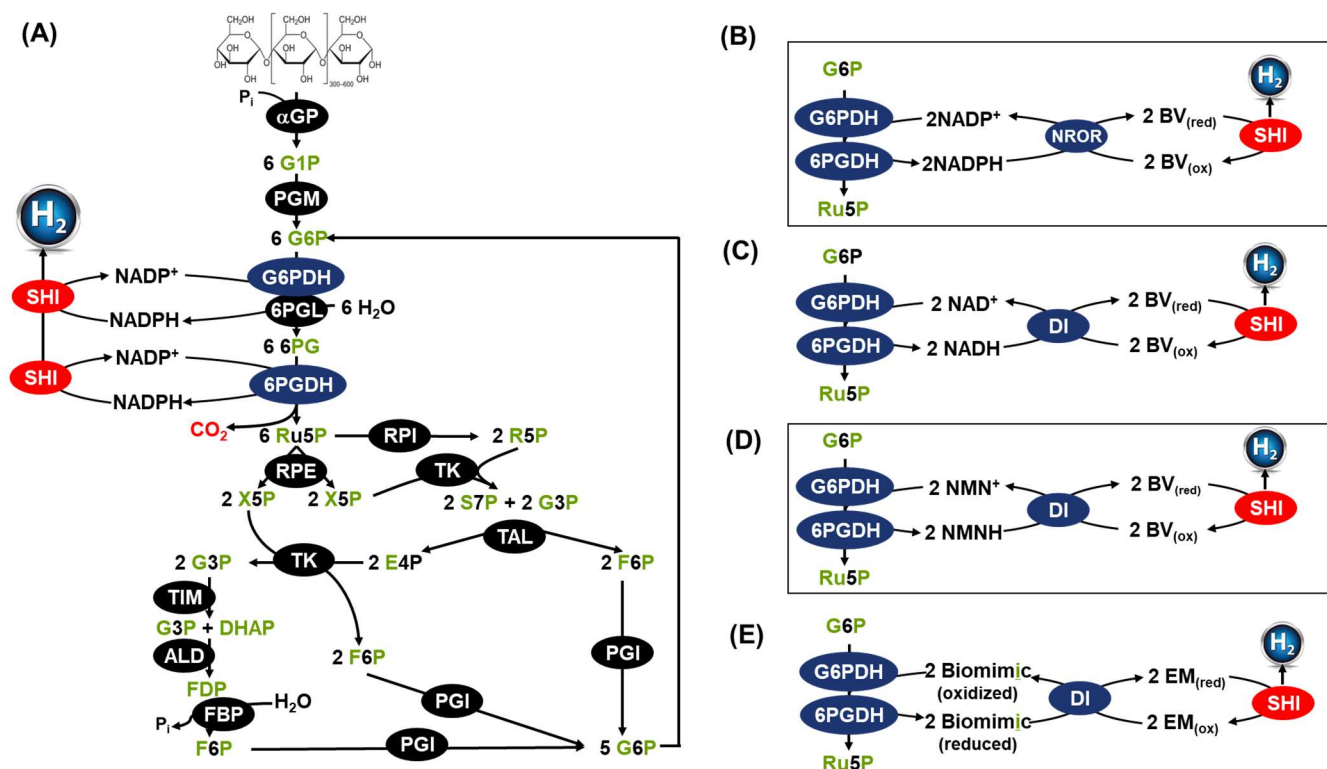 (A)
CH₂OH CH₂OH CH₂OH
O O O
OH OH OH
OH O O OH
OH OH OH
300–600
Pᵢ
αGP
6 G1P
PGM
H₂
6 G6P
NADP⁺
G6PDH
SHI
6PGL
6 H₂O
NADPH
6 6PG
NADP⁺
SHI
6PGDH
NADPH
CO₂
6 Ru5P
RPI
2 R5P
RPE
TK
2 X5P
2 X5P
2 S7P + 2 G3P
TAL
2 G3P
TK
2 E4P
2 F6P
TIM
G3P + DHAP
ALD
2 F6P
PGI
FDP
PGI
H₂O
FBP
Pᵢ
F6P
PGI
5 G6P
(B)
G6P
H₂
G6PDH
2NADP⁺
2 BV(red)
NROR
SHI
6PGDH
2NADPH
2 BV(ox)
Ru5P
(C)
G6P
H₂
G6PDH
2 NAD⁺
2 BV(red)
DI
SHI
6PGDH
2 NADH
2 BV(ox)
Ru5P
(D)
G6P
H₂
G6PDH
2 NMN⁺
2 BV(red)
DI
SHI
6PGDH
2 NMNH
2 BV(ox)
Ru5P
(E)
G6P
H₂
G6PDH
2 Biomimic
(oxidized)
2 EM(red)
DI
SHI
6PGDH
2 Biomimic
(reduced)
2 EM(ox)
Ru5P